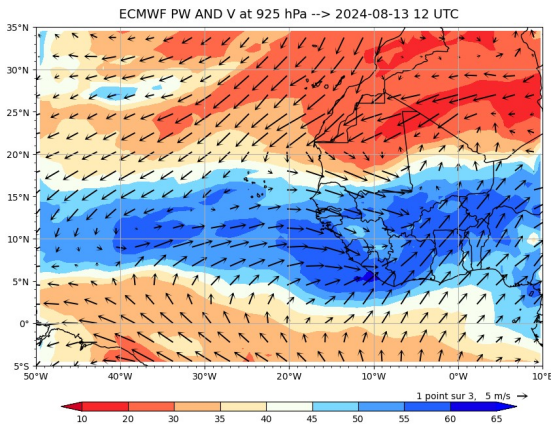 ECMWF PW AND V at 925 hPa --> 2024-08-13 12 UTC
35°N
30°N
25°N
20°N
15°N
10°N
5°N
0°
5°S
50°W 40°W 30°W 20°W 10°W 0°W 10°E
1 point sur 3, 5 m/s
10 20 30 35 40 45 50 55 60 65